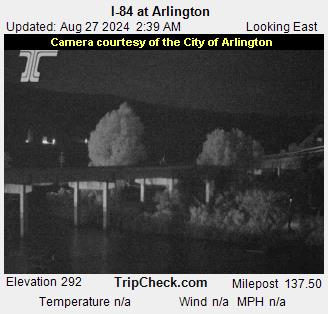 I-84 at Arlington
Updated: Aug 27 2024 2:39 AM Looking East
Camera courtesy of the City of Arlington
Elevation 292 TripCheck.com Milepost 137.50
Temperature n/a Wind n/a MPH n/a